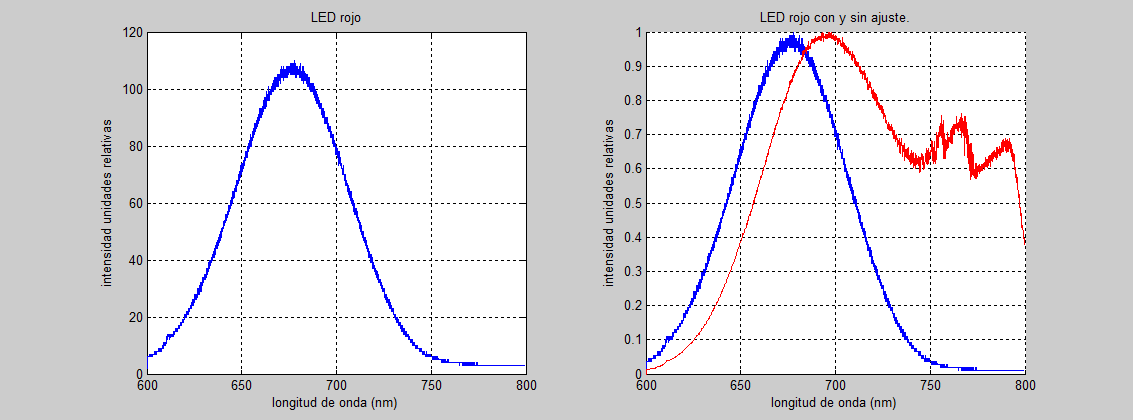 LED rojo
120
100
80
60
40
20
0
intensidad unidades relativas
600 650 700 750 800
longitud de onda (nm)
LED rojo con y sin ajuste.
1
0.9
0.8
0.7
0.6
0.5
0.4
0.3
0.2
0.1
0
intensidad unidades relativas
600 650 700 750 800
longitud de onda (nm)